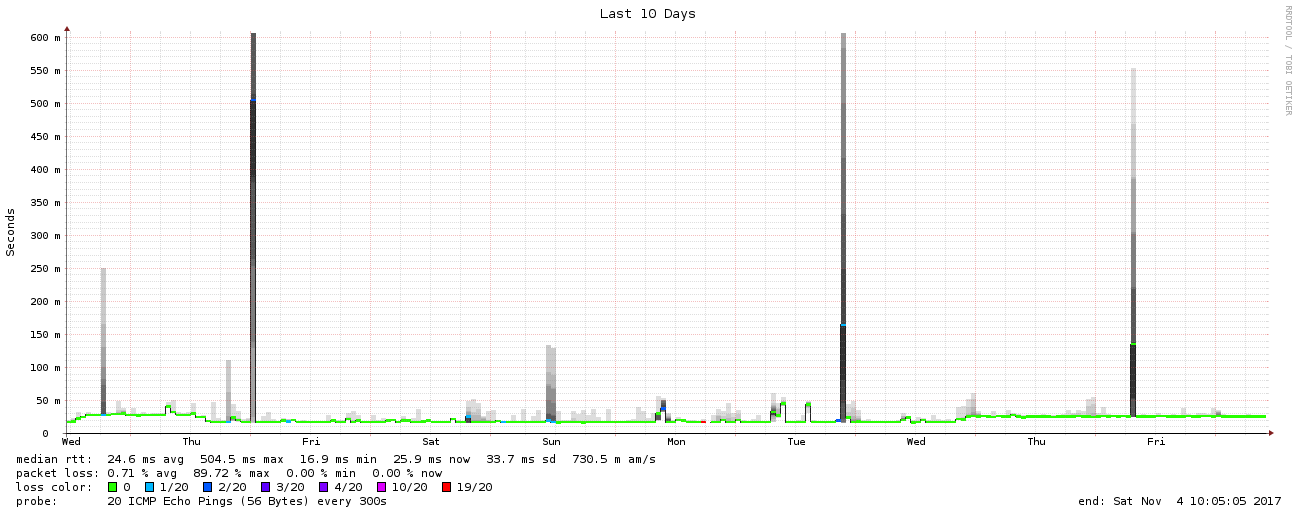 Last 10 Days
RRDTOOL / TOBI OETIKER
Seconds
600 m
550 m
500 m
450 m
400 m
350 m
300 m
250 m
200 m
150 m
100 m
50 m
0
Wed Thu Fri Sat Sun Mon Tue Wed Thu Fri
median rtt: 24.6 ms avg 504.5 ms max 16.9 ms min 25.9 ms now 33.7 ms sd 730.5 m am/s
packet loss: 0.71 % avg 89.72 % max 0.00 % min 0.00 % now
loss color: 0 1/20 2/20 3/20 4/20 10/20 19/20
probe: 20 ICMP Echo Pings (56 Bytes) every 300s end: Sat Nov 4 10:05:05 2017